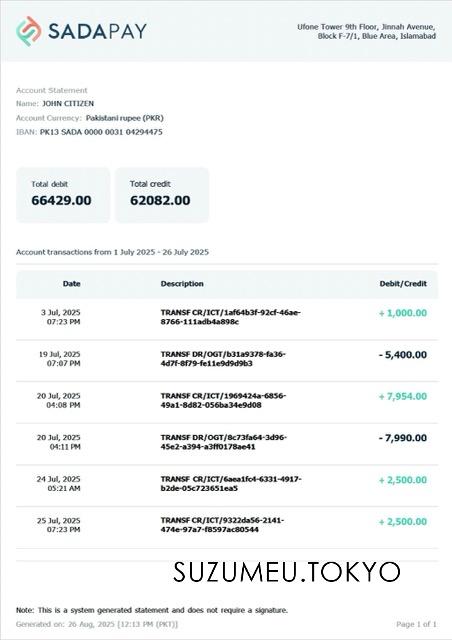 SADAPAY
Ufone Tower 9th Floor, Jinnah Avenue,
Block F-7/1, Blue Area, Islamabad
Account Statement
Name: JOHN CITIZEN
Account Currency: Pakistani rupee (PKR)
IBAN: PK13 SADA 0000 0031 04294475
Total debit
66429.00
Total credit
62082.00
Account transactions from 1 July 2025 - 26 July 2025
Date Description Debit/Credit
3 Jul, 2025
07:23 PM
TRANSF CR/ICT/1af64b3f-92cf-46ae-
8766-111adb4a898c
+ 1,000.00
19 Jul, 2025
07:07 PM
TRANSF DR/OGT/b31a9378-fa36-
4d7f-8f79-fe11e9d9d9b3
- 5,400.00
20 Jul, 2025
04:08 PM
TRANSF CR/ICT/1969424a-6856-
49a1-8d82-056ba34e9d08
+ 7,954.00
20 Jul, 2025
04:11 PM
TRANSF DR/OGT/8c73fa64-3d96-
45e2-a394-a3ff0178ae41
- 7,990.00
24 Jul, 2025
05:21 AM
TRANSF CR/ICT/6aea1fc4-6331-4917-
b2de-05c723651ea5
+ 2,500.00
25 Jul, 2025
07:23 PM
TRANSF CR/ICT/9322da56-2141-
474e-97a7-f8597ac80544
+ 2,500.00
SUZUMEU.TOKYO
Note: This is a system generated statement and does not require a signature.
Generated on: 26 Aug, 2025 [12:13 PM (PKT)]
Page 1 of 1